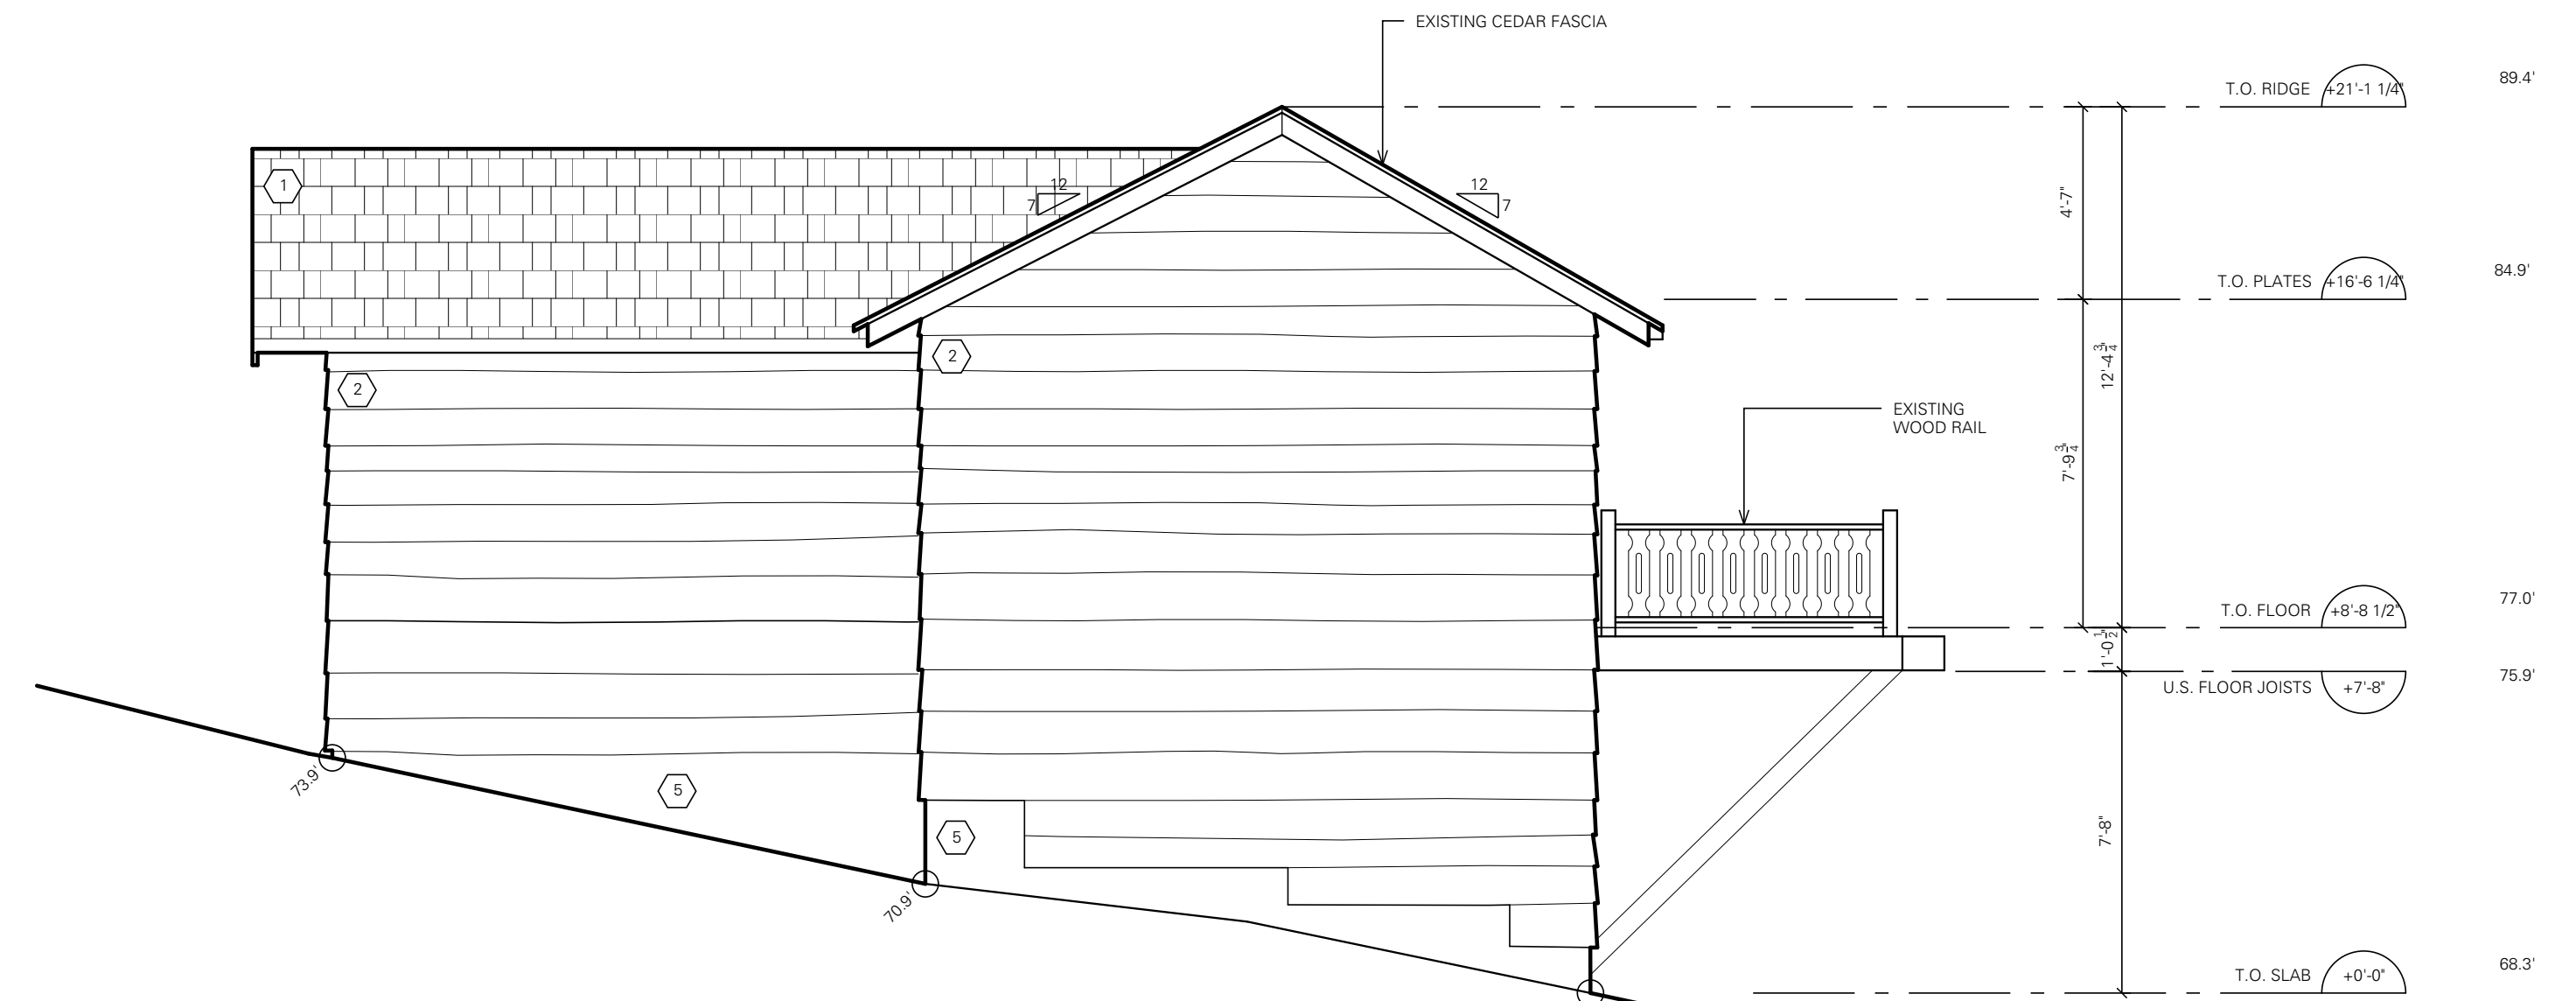 EXISTING CEDAR FASCIA
T.O. RIDGE +21'-1 1/4" 89.4'
1
12
7
12
7
4'-7"
T.O. PLATES +16'-6 1/4" 84.9'
2
2
12'-4 3/4"
EXISTING
WOOD RAIL
7'-9 3/4"
T.O. FLOOR +8'-8 1/2" 77.0'
1'-0 1/2"
U.S. FLOOR JOISTS +7'-8" 75.9'
73.9'
5
5
7'-8"
70.9'
T.O. SLAB +0'-0" 68.3'